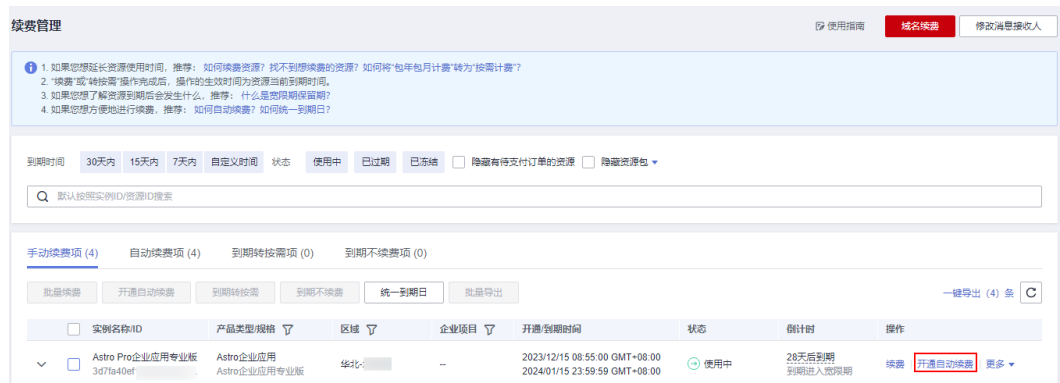 续费管理
使用指南
域名续费
修改消息接收人
1. 如果您想延长资源使用时间，推荐： 如何续费资源？找不到想续费的资源？如何将“包年包月计费”转为“按需计费”？
2. “续费”或“转按需”操作完成后，操作的生效时间为资源当前到期时间。
3. 如果您想了解资源到期后会发生什么，推荐： 什么是宽限期保留期？
4. 如果您想方便地进行续费，推荐： 如何自动续费？如何统一到期日？
到期时间 30天内 15天内 7天内 自定义时间 状态 使用中 已过期 已冻结 隐藏有待支付订单的资源 隐藏资源包
默认按照实例ID/资源ID搜索
手动续费项 (4) 自动续费项 (4) 到期转按需项 (0) 到期不续费项 (0)
批量续费 开通自动续费 到期转按需 到期不续费 统一到期日 批量导出 一键导出（4）条
实例名称/ID 产品类型/规格 区域 企业项目 开通/到期时间 状态 倒计时 操作
Astro Pro企业应用专业版 Astro企业应用 华北- -- 2023/12/15 08:55:00 GMT+08:00 使用中 28天后到期 续费 开通自动续费 更多
3d7fa40ef Astro企业应用专业版 2024/01/15 23:59:59 GMT+08:00 到期进入宽限期